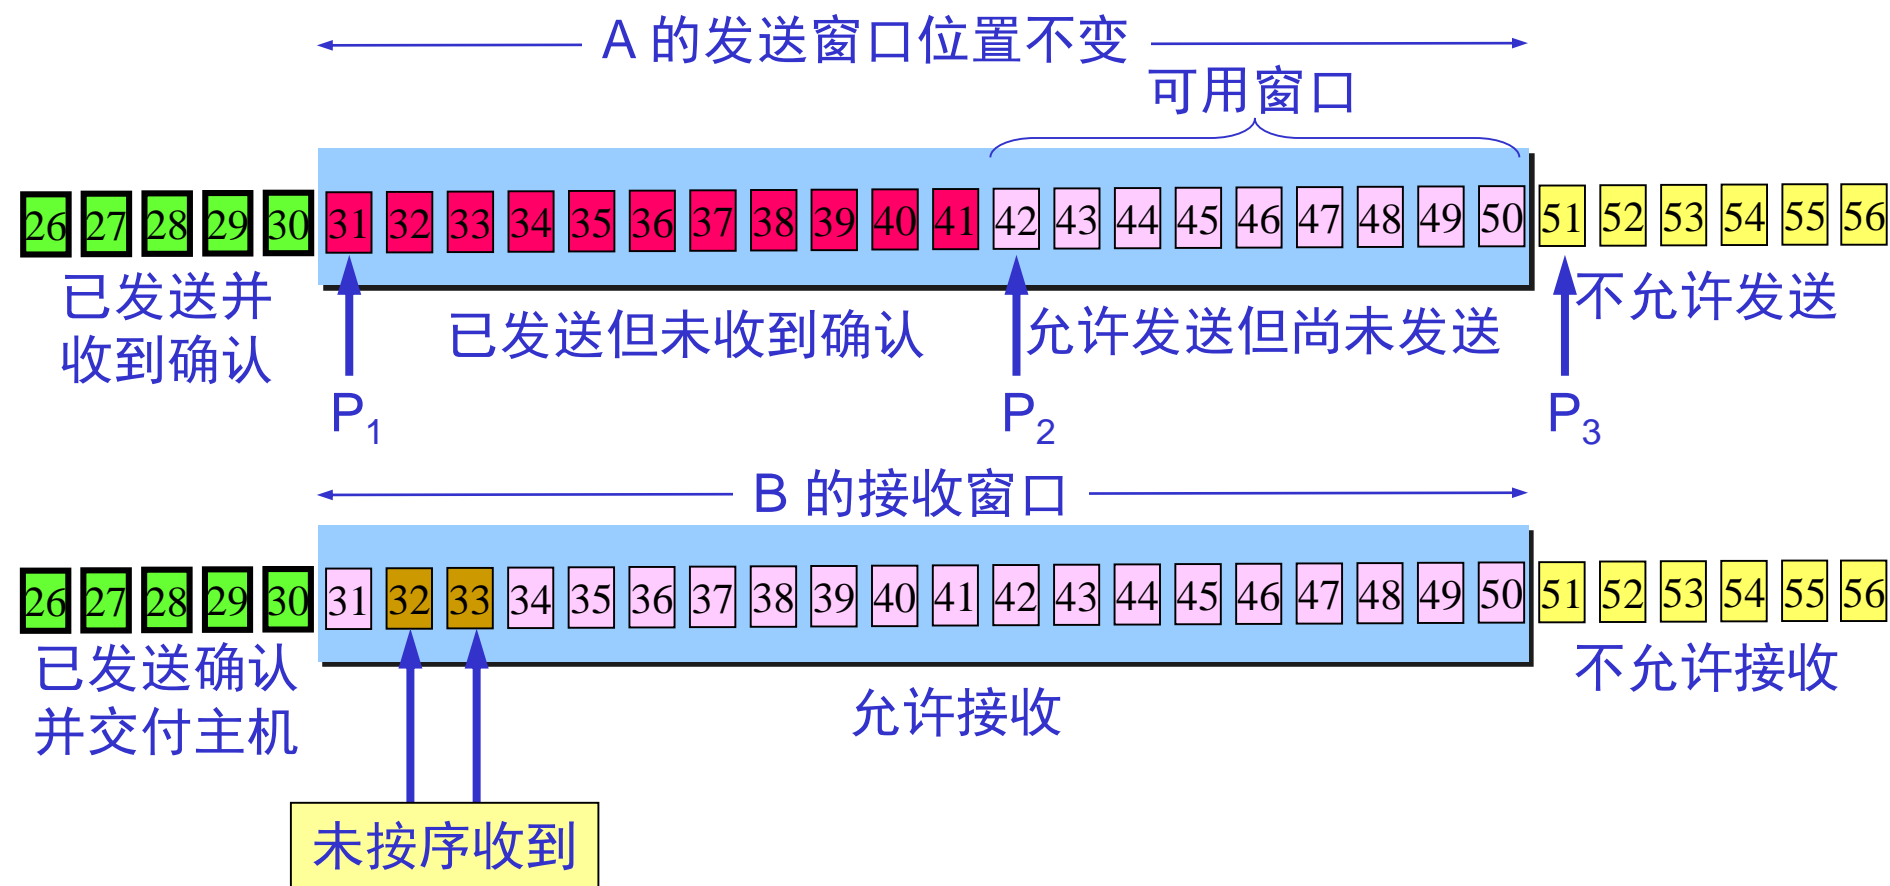 A 的发送窗口位置不变
可用窗口
26 27 28 29 30 31 32 33 34 35 36 37 38 39 40 41 42 43 44 45 46 47 48 49 50 51 52 53 54 55 56
已发送并
收到确认
已发送但未收到确认
允许发送但尚未发送
不允许发送
P1
P2
P3
B 的接收窗口
26 27 28 29 30 31 32 33 34 35 36 37 38 39 40 41 42 43 44 45 46 47 48 49 50 51 52 53 54 55 56
已发送确认
并交付主机
允许接收
不允许接收
未按序收到